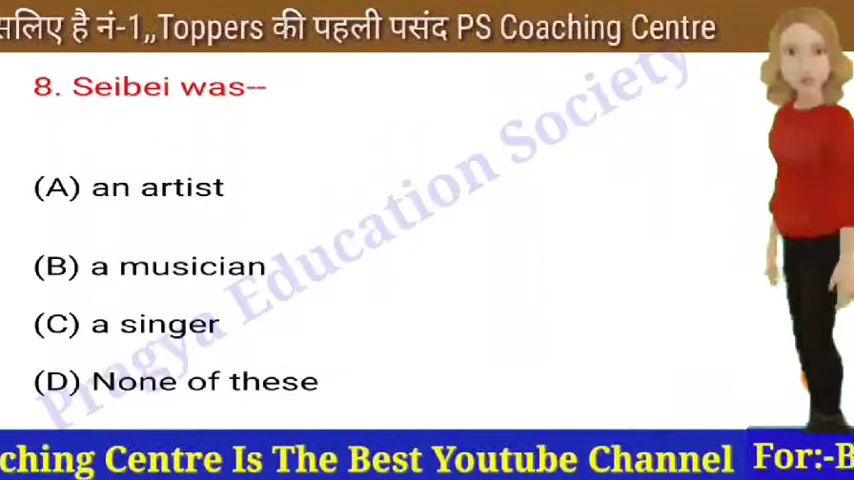 सलिए है नं-1,,Toppers की पहली पसंद PS Coaching Centre
8. Seibei was--
(A) an artist
(B) a musician
(C) a singer
(D) None of these
Pragya Education Society
ching Centre Is The Best Youtube Channel For:-B